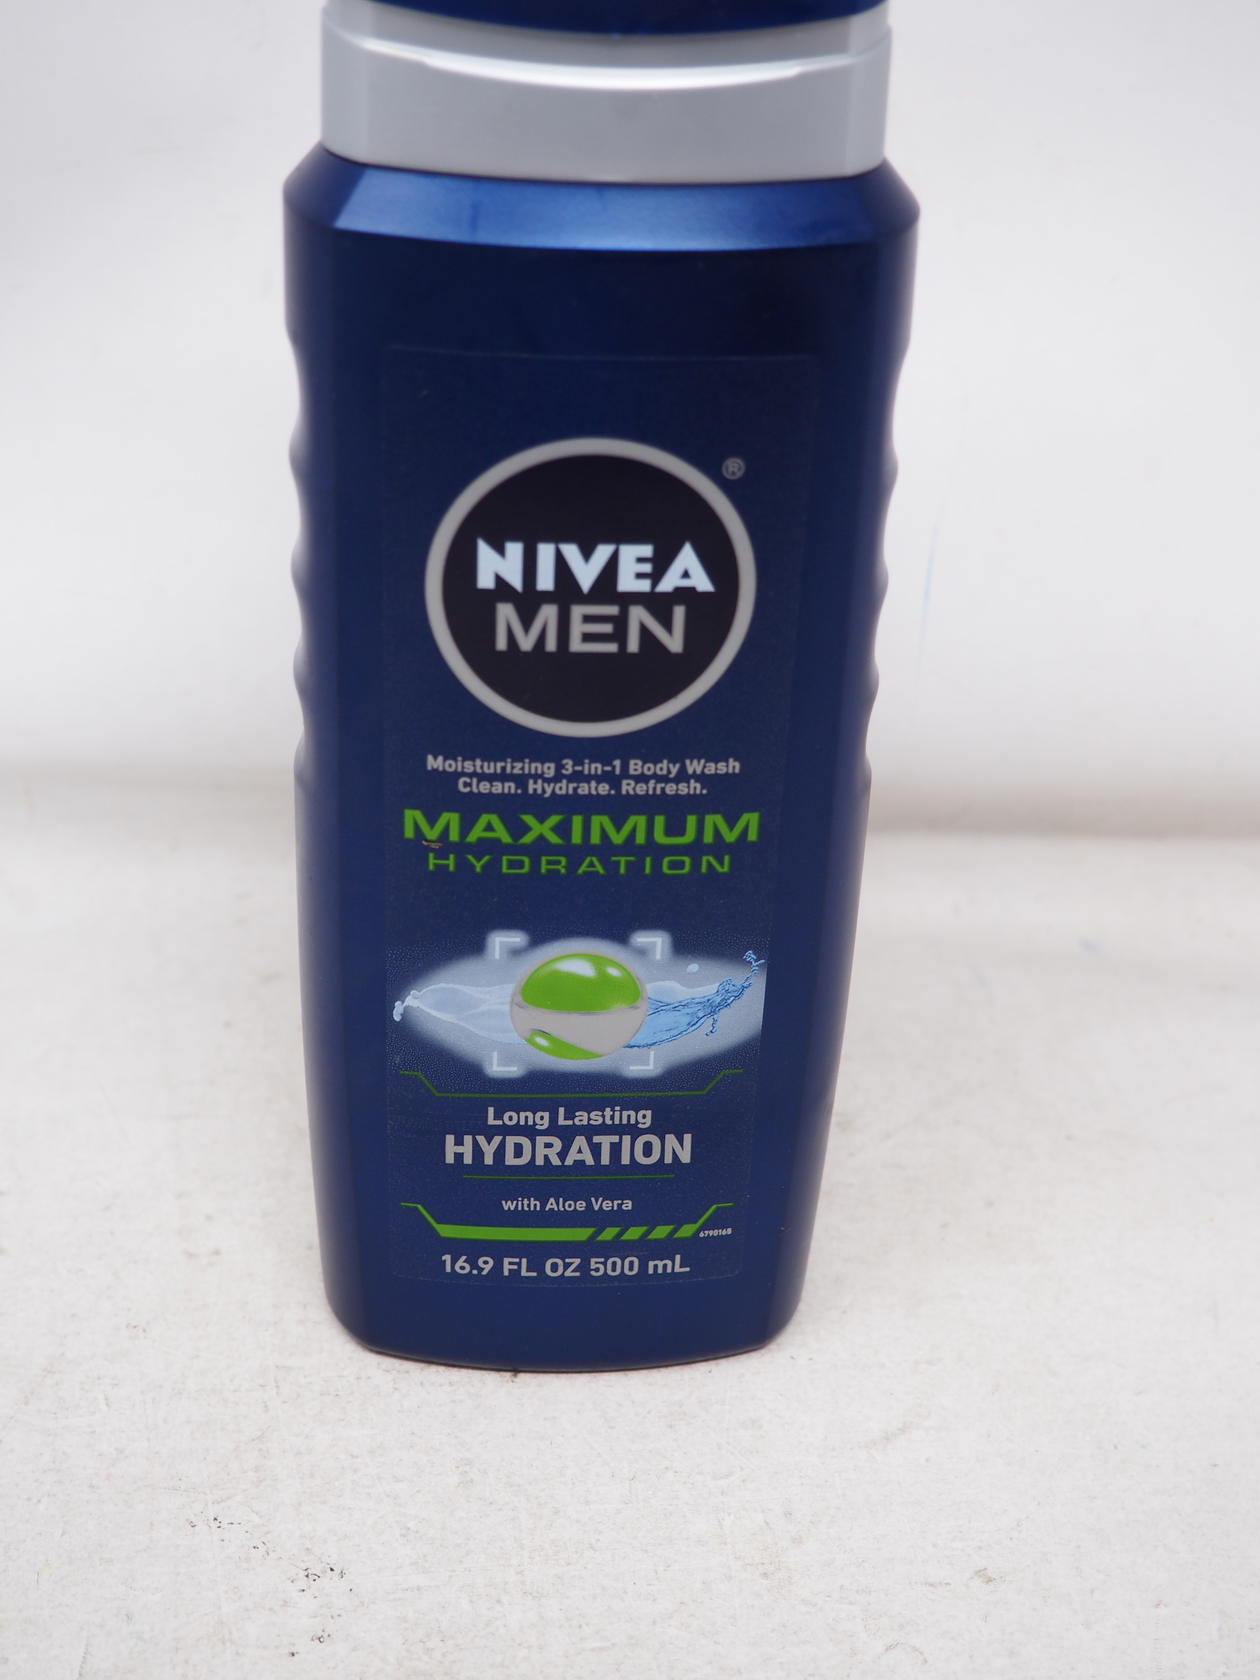 ®
NIVEA
MEN
Moisturizing 3-in-1 Body Wash
Clean. Hydrate. Refresh.
MAXIMUM
HYDRATION
Long Lasting
HYDRATION
with Aloe Vera
6790165
16.9 FL OZ 500 mL